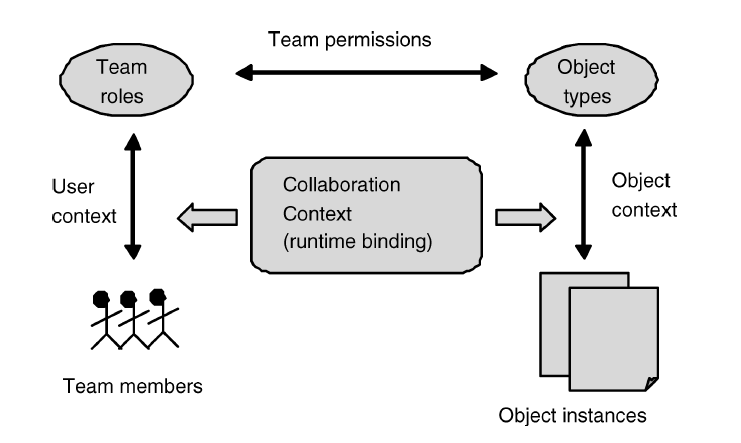 Team permissions
Team
roles
Object
types
User
context
Collaboration
Context
(runtime binding)
Object
context
Team members
Object instances